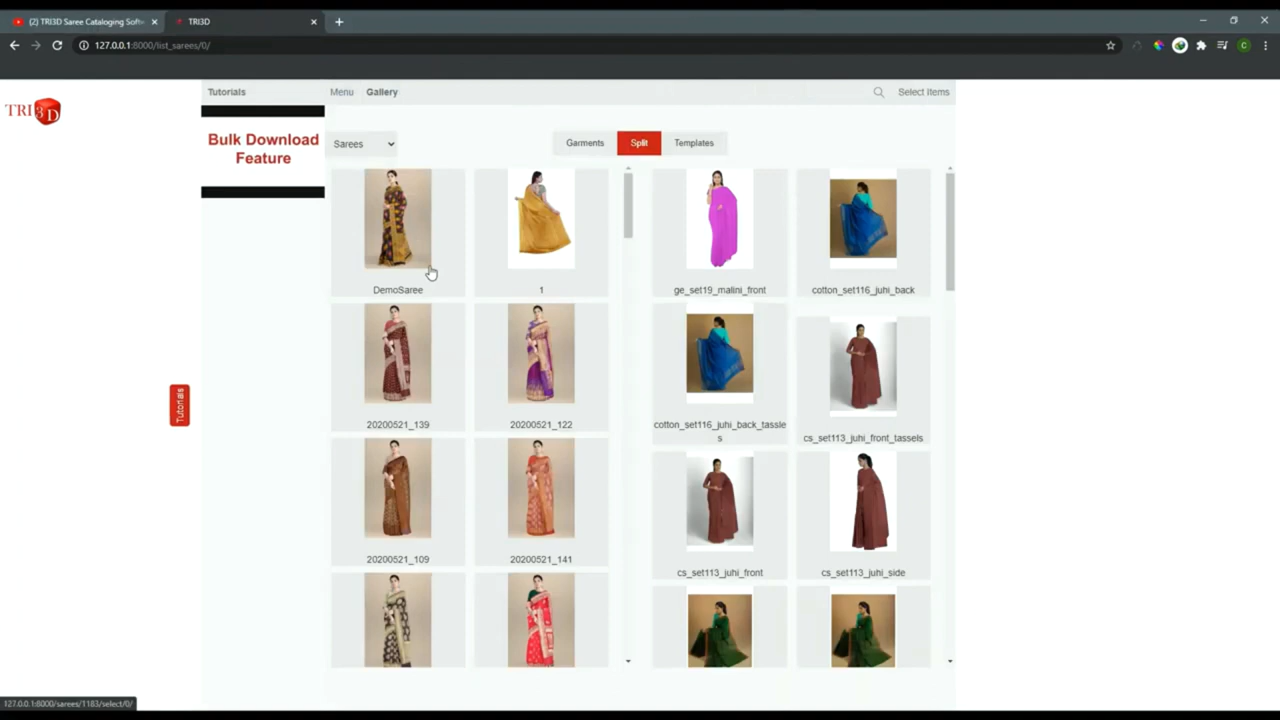 (2) TRI3D Saree Cataloging Softw
TRI3D
127.0.0.1:8000/list_sarees/0/
C
TRI3D
Tutorials
Menu
Gallery
Select Items
Bulk Download
Feature
Sarees
Garments
Split
Templates
DemoSaree
1
ge_set19_malini_front
cotton_set116_juhi_back
20200521_139
20200521_122
cotton_set116_juhi_back_tassle
s
cs_set113_juhi_front_tassels
Tutorials
20200521_109
20200521_141
cs_set113_juhi_front
cs_set113_juhi_side
127.0.0.1:8000/sarees/1183/select/0/